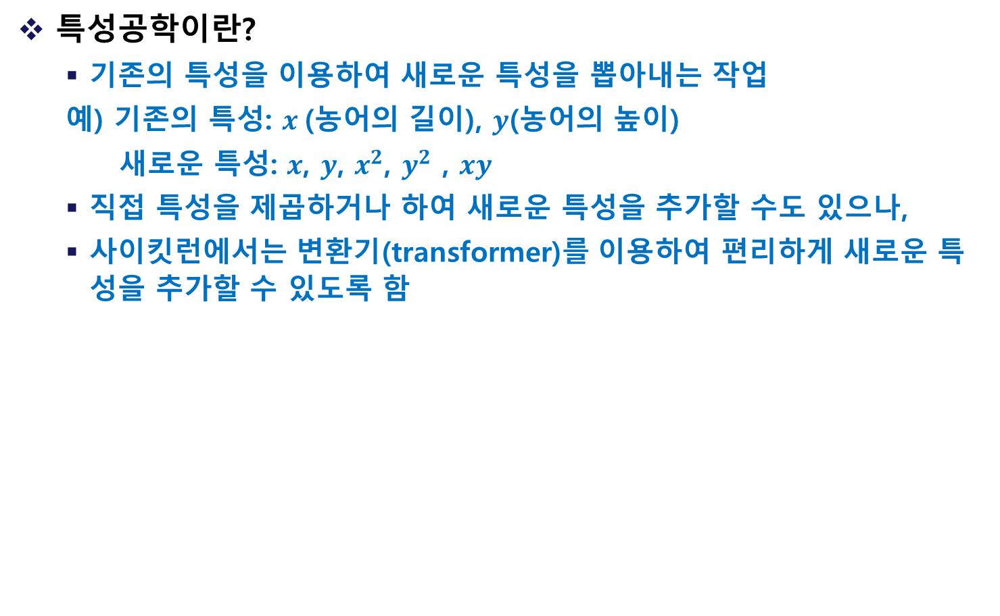 ❖ 특성공학이란?
▪ 기존의 특성을 이용하여 새로운 특성을 뽑아내는 작업
예) 기존의 특성: x (농어의 길이), y(농어의 높이)
새로운 특성: x, y, x², y² , xy
▪ 직접 특성을 제곱하거나 하여 새로운 특성을 추가할 수도 있으나,
▪ 사이킷런에서는 변환기(transformer)를 이용하여 편리하게 새로운 특
성을 추가할 수 있도록 함